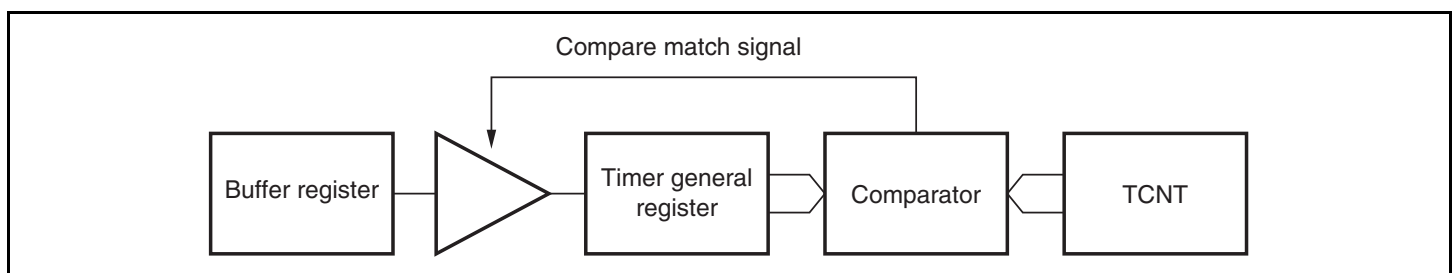 Compare match signal
Buffer register
Timer general
register
Comparator
TCNT